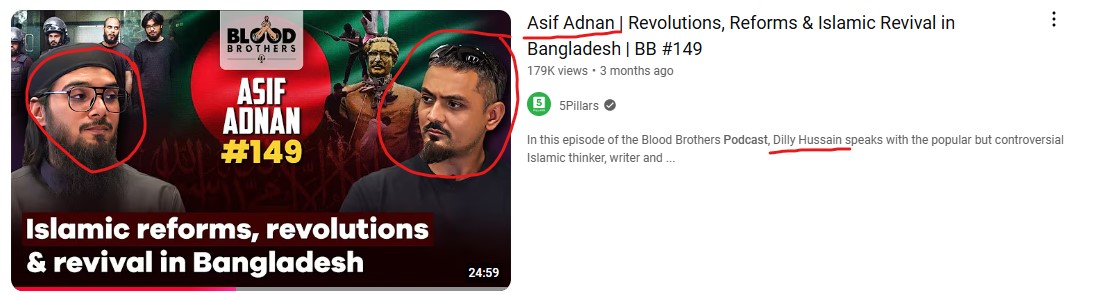 BLOOD
BROTHERS
ASIF
ADNAN
#149
Islamic reforms, revolutions
& revival in Bangladesh
24:59
Asif Adnan | Revolutions, Reforms & Islamic Revival in
Bangladesh | BB #149
179K views • 3 months ago
5
5Pillars
In this episode of the Blood Brothers Podcast, Dilly Hussain speaks with the popular but controversial
Islamic thinker, writer and ...